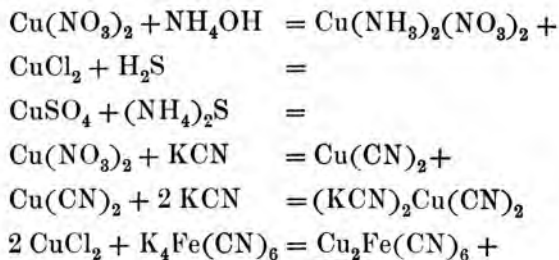 Cu(NO₃)₂ + NH₄OH = Cu(NH₃)₂(NO₃)₂ +
CuCl₂ + H₂S =
CuSO₄ + (NH₄)₂S =
Cu(NO₃)₂ + KCN = Cu(CN)₂ +
Cu(CN)₂ + 2 KCN = (KCN)₂Cu(CN)₂
2 CuCl₂ + K₄Fe(CN)₆ = Cu₂Fe(CN)₆ +